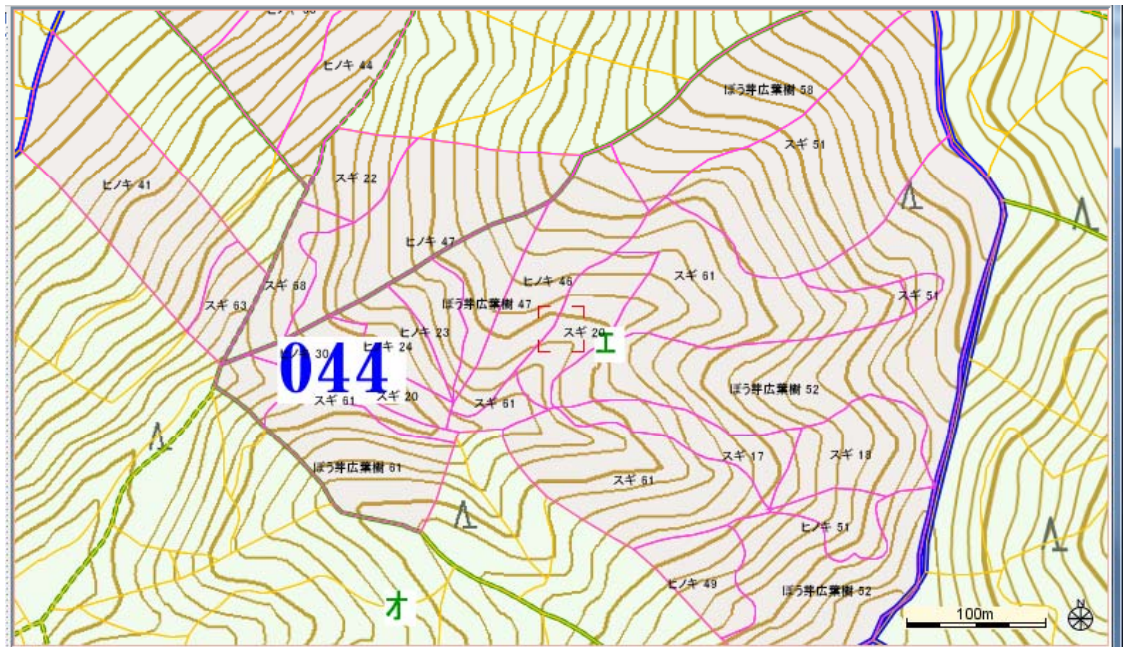 ヒノキ 44
ぼう芽広葉樹 58
スギ 51
スギ 22
ヒノキ 41
ヒノキ 47
スギ 61
ヒノキ 46
スギ 68
スギ 51
スギ 63
ぼう芽広葉樹 47
ヒノキ 23
スギ 20
エ
ヒノキ 24
ヒノキ 30
044
ぼう芽広葉樹 52
スギ 20
スギ 61
スギ 61
スギ 17
スギ 18
ぼう芽広葉樹 61
スギ 61
ヒノキ 51
ヒノキ 49
ぼう芽広葉樹 52
オ
100m
N